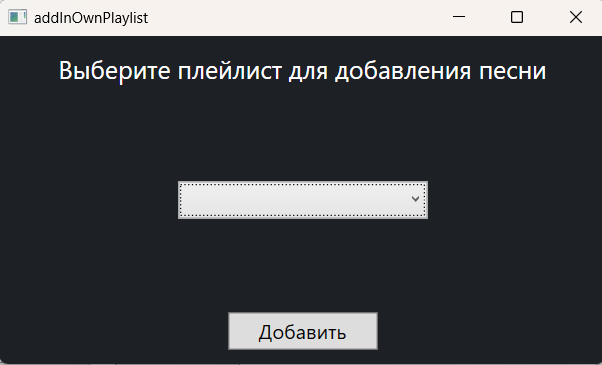 addInOwnPlaylist
Выберите плейлист для добавления песни
Добавить